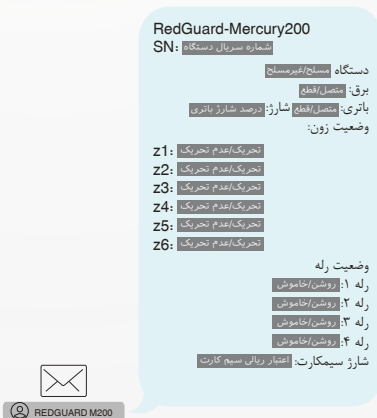 RedGuard-Mercury200
SN: شماره سریال دستگاه
دستگاه مسلح/غیرمسلح
برق: متصل/قطع
باتری: متصل/قطع شارژ: درصد شارژ باتری
وضعیت زون:
z1: تحریک/عدم تحریک
z2: تحریک/عدم تحریک
z3: تحریک/عدم تحریک
z4: تحریک/عدم تحریک
z5: تحریک/عدم تحریک
z6: تحریک/عدم تحریک
وضعیت رله
رله ۱: روشن/خاموش
رله ۲: روشن/خاموش
رله ۳: روشن/خاموش
رله ۴: روشن/خاموش
شارژ سیمکارت: اعتبار ریالی سیم کارت
REDGUARD M200